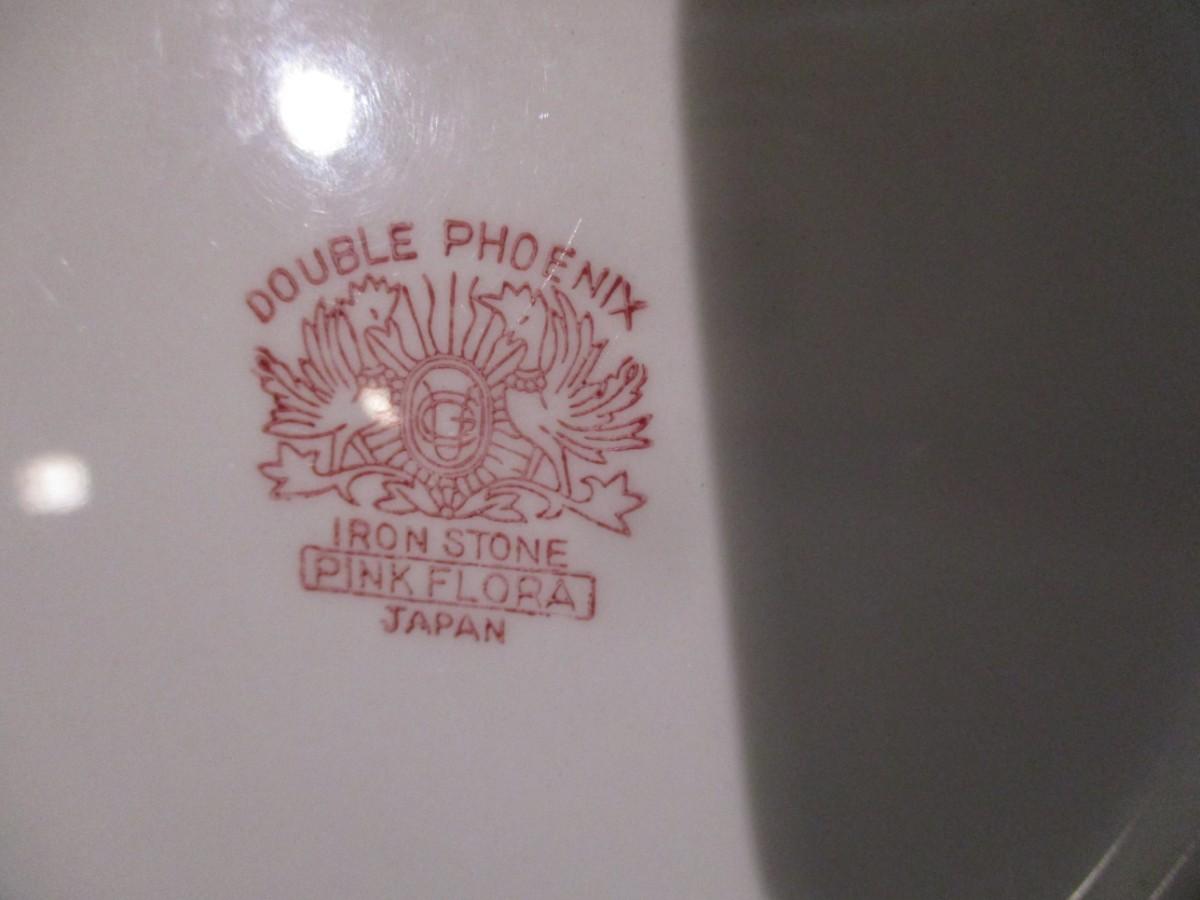 DOUBLE PHOENIX
IRON STONE
PINK FLORA
JAPAN